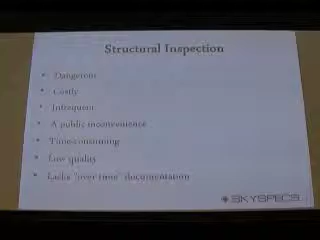 Structural Inspection
• Dangerous
• Costly
• Infrequent
• A public inconvenience
• Time consuming
• Low quality
• Lacks "over time" documentation
SKYSPECS